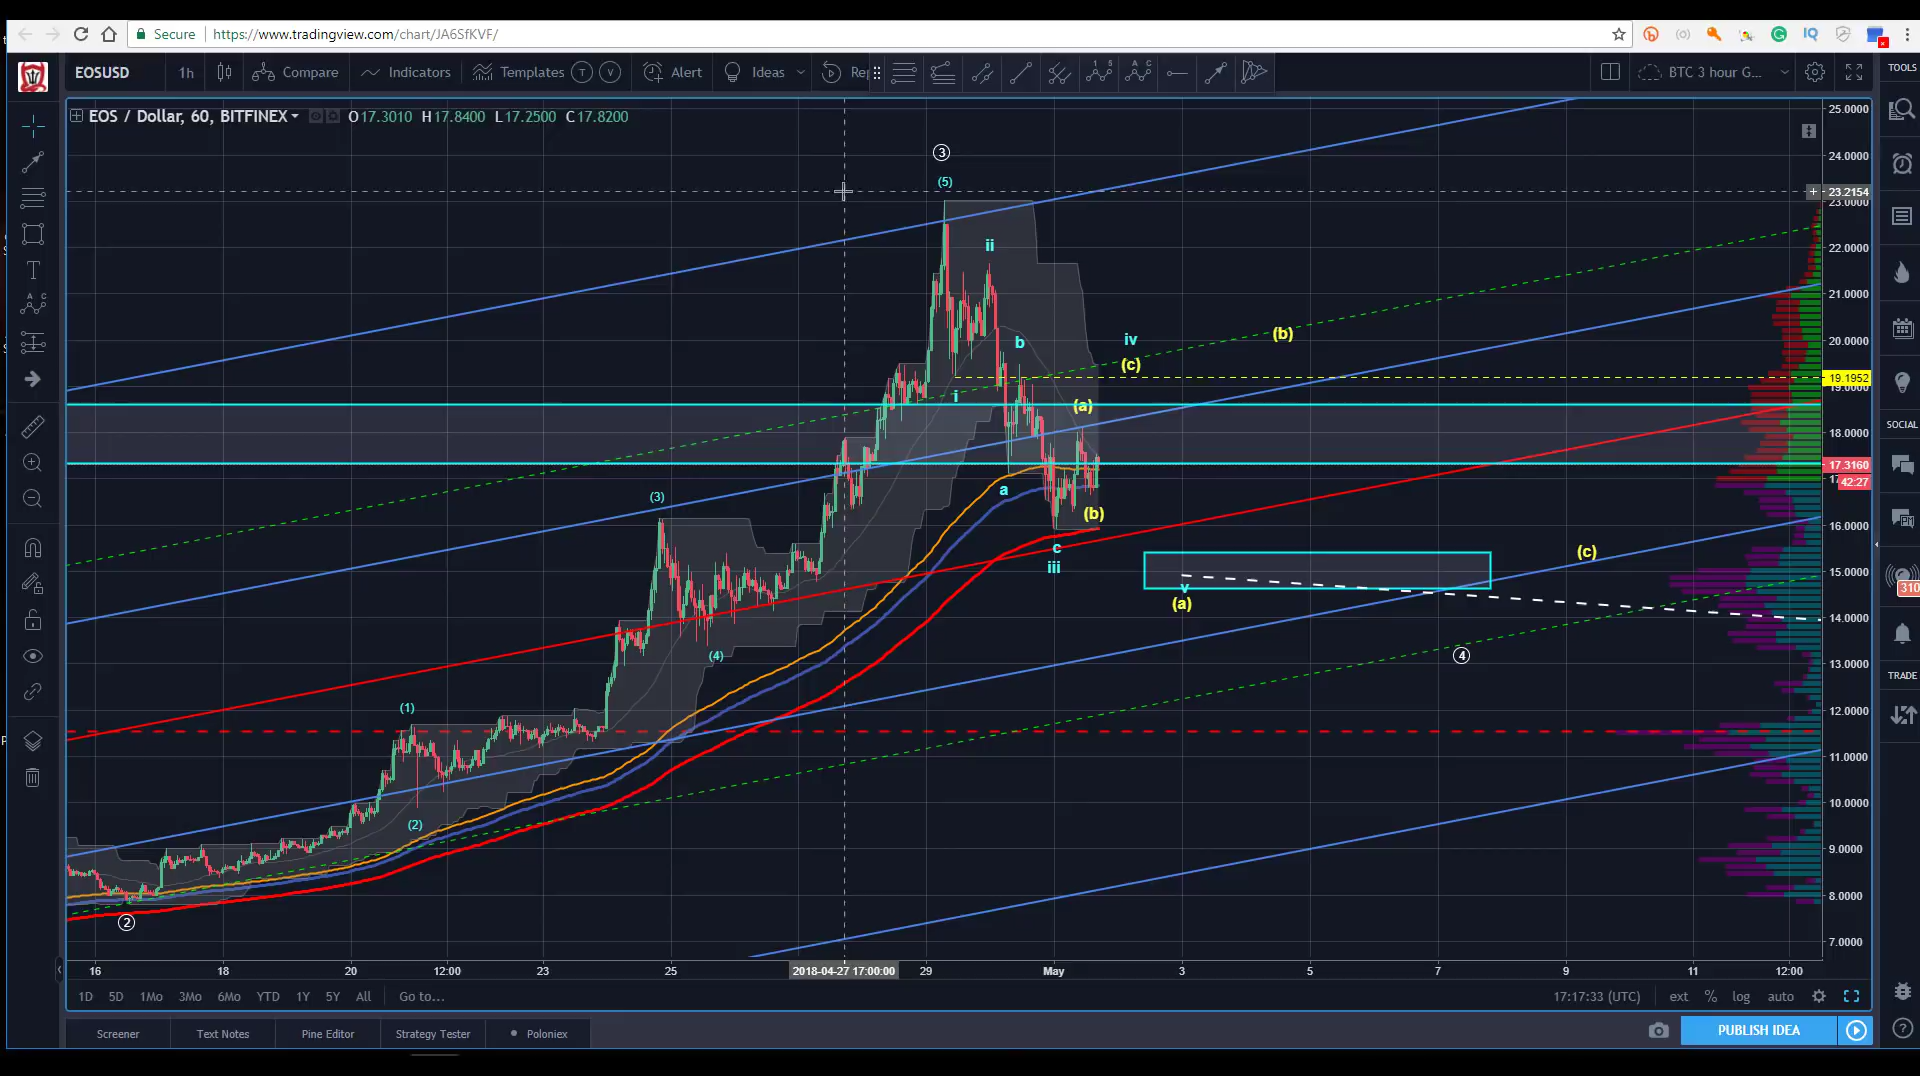 Secure | https://www.tradingview.com/chart/JA6SfKVF/
TOOLS
EOSUSD 1h Compare Indicators Templates T V Alert Ideas Rep BTC 3 hour G...
EOS / Dollar, 60, BITFINEX O17.3010 H17.8400 L17.2500 C17.8200
25.0000
24.0000
23.2154
23.0000
22.0000
21.0000
20.0000
19.1952
19.0000
18.0000
17.3160
42:27
16.0000
15.0000
14.0000
13.0000
12.0000
11.0000
10.0000
9.0000
8.0000
7.0000
3
(5)
ii
b
iv
(c)
(b)
i
(a)
a
(b)
c
iii
(3)
(4)
(1)
(2)
2
v
(a)
(c)
4
SOCIAL
310
TRADE
16 18 20 12:00 23 25 2018-04-27 17:00:00 29 May 3 5 7 9 11 12:00
1D 5D 1Mo 3Mo 6Mo YTD 1Y 5Y All Go to... 17:17:33 (UTC) ext % log auto
Screener Text Notes Pine Editor Strategy Tester Poloniex PUBLISH IDEA